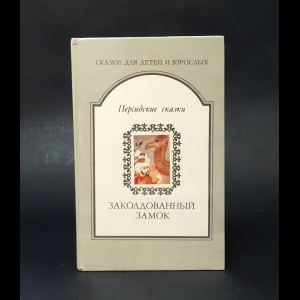 СКАЗКИ ДЛЯ ДЕТЕЙ И ВЗРОСЛЫХ
Персидские сказки
ЗАКОЛДОВАННЫЙ
ЗАМОК